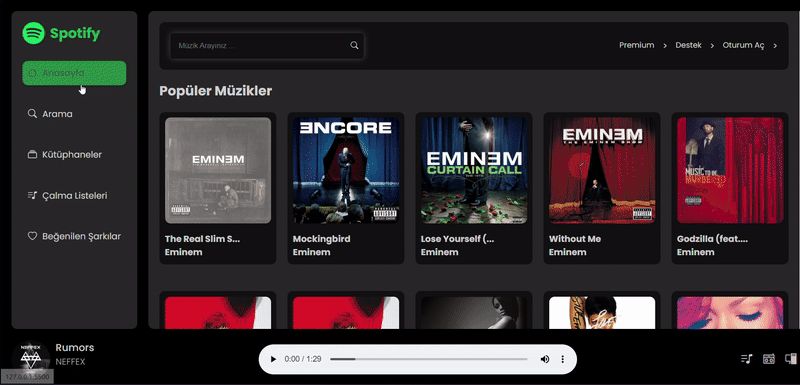 Spotify
Anasayfa
Arama
Kütüphaneler
Çalma Listeleri
Beğenilen Şarkılar
Müzik Arayınız ...
Premium
Destek
Oturum Aç
Popüler Müzikler
EMINEM
The Real Slim S...
Eminem
ENCORE
Mockingbird
Eminem
EMINEM
CURTAIN CALL
Lose Yourself (...
Eminem
EMINEM
THE EMINEM SHOW
Without Me
Eminem
MUSIC TO BE
MURDERED BY
Godzilla (feat....
Eminem
NEFFEX
Rumors
NEFFEX
0:00 / 1:29
127.0.0.1:5500